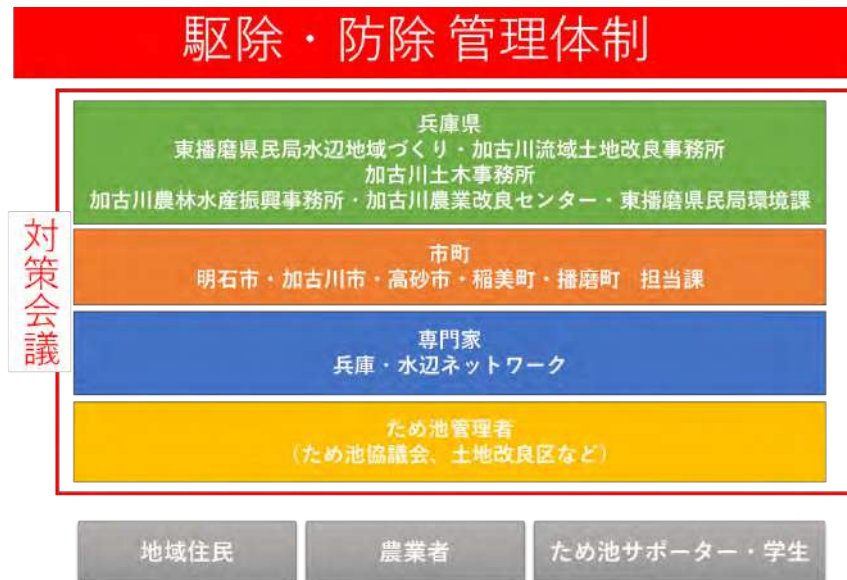 駆除・防除 管理体制
対策会議
兵庫県
東播磨県民局水辺地域づくり・加古川流域土地改良事務所
加古川土木事務所
加古川農林水産振興事務所・加古川農業改良センター・東播磨県民局環境課
市町
明石市・加古川市・高砂市・稲美町・播磨町　担当課
専門家
兵庫・水辺ネットワーク
ため池管理者
（ため池協議会、土地改良区など）
地域住民
農業者
ため池サポーター・学生